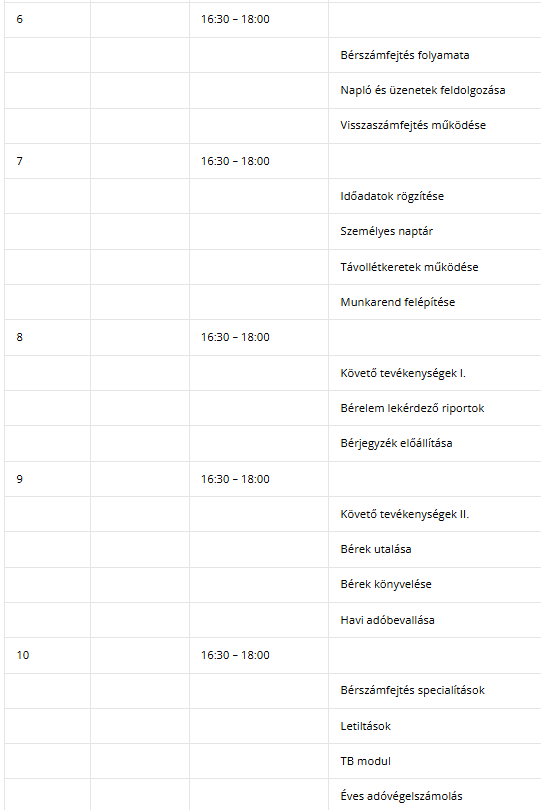 6 16:30 – 18:00
Bérszámfejtés folyamata
Napló és üzenetek feldolgozása
Visszaszámfejtés működése
7 16:30 – 18:00
Időadatok rögzítése
Személyes naptár
Távollétkeretek működése
Munkarend felépítése
8 16:30 – 18:00
Követő tevékenységek I.
Bérelem lekérdező riportok
Bérjegyzék előállítása
9 16:30 – 18:00
Követő tevékenységek II.
Bérek utalása
Bérek könyvelése
Havi adóbevallása
10 16:30 – 18:00
Bérszámfejtés specialítások
Letiltások
TB modul
Éves adóvégelszámolás